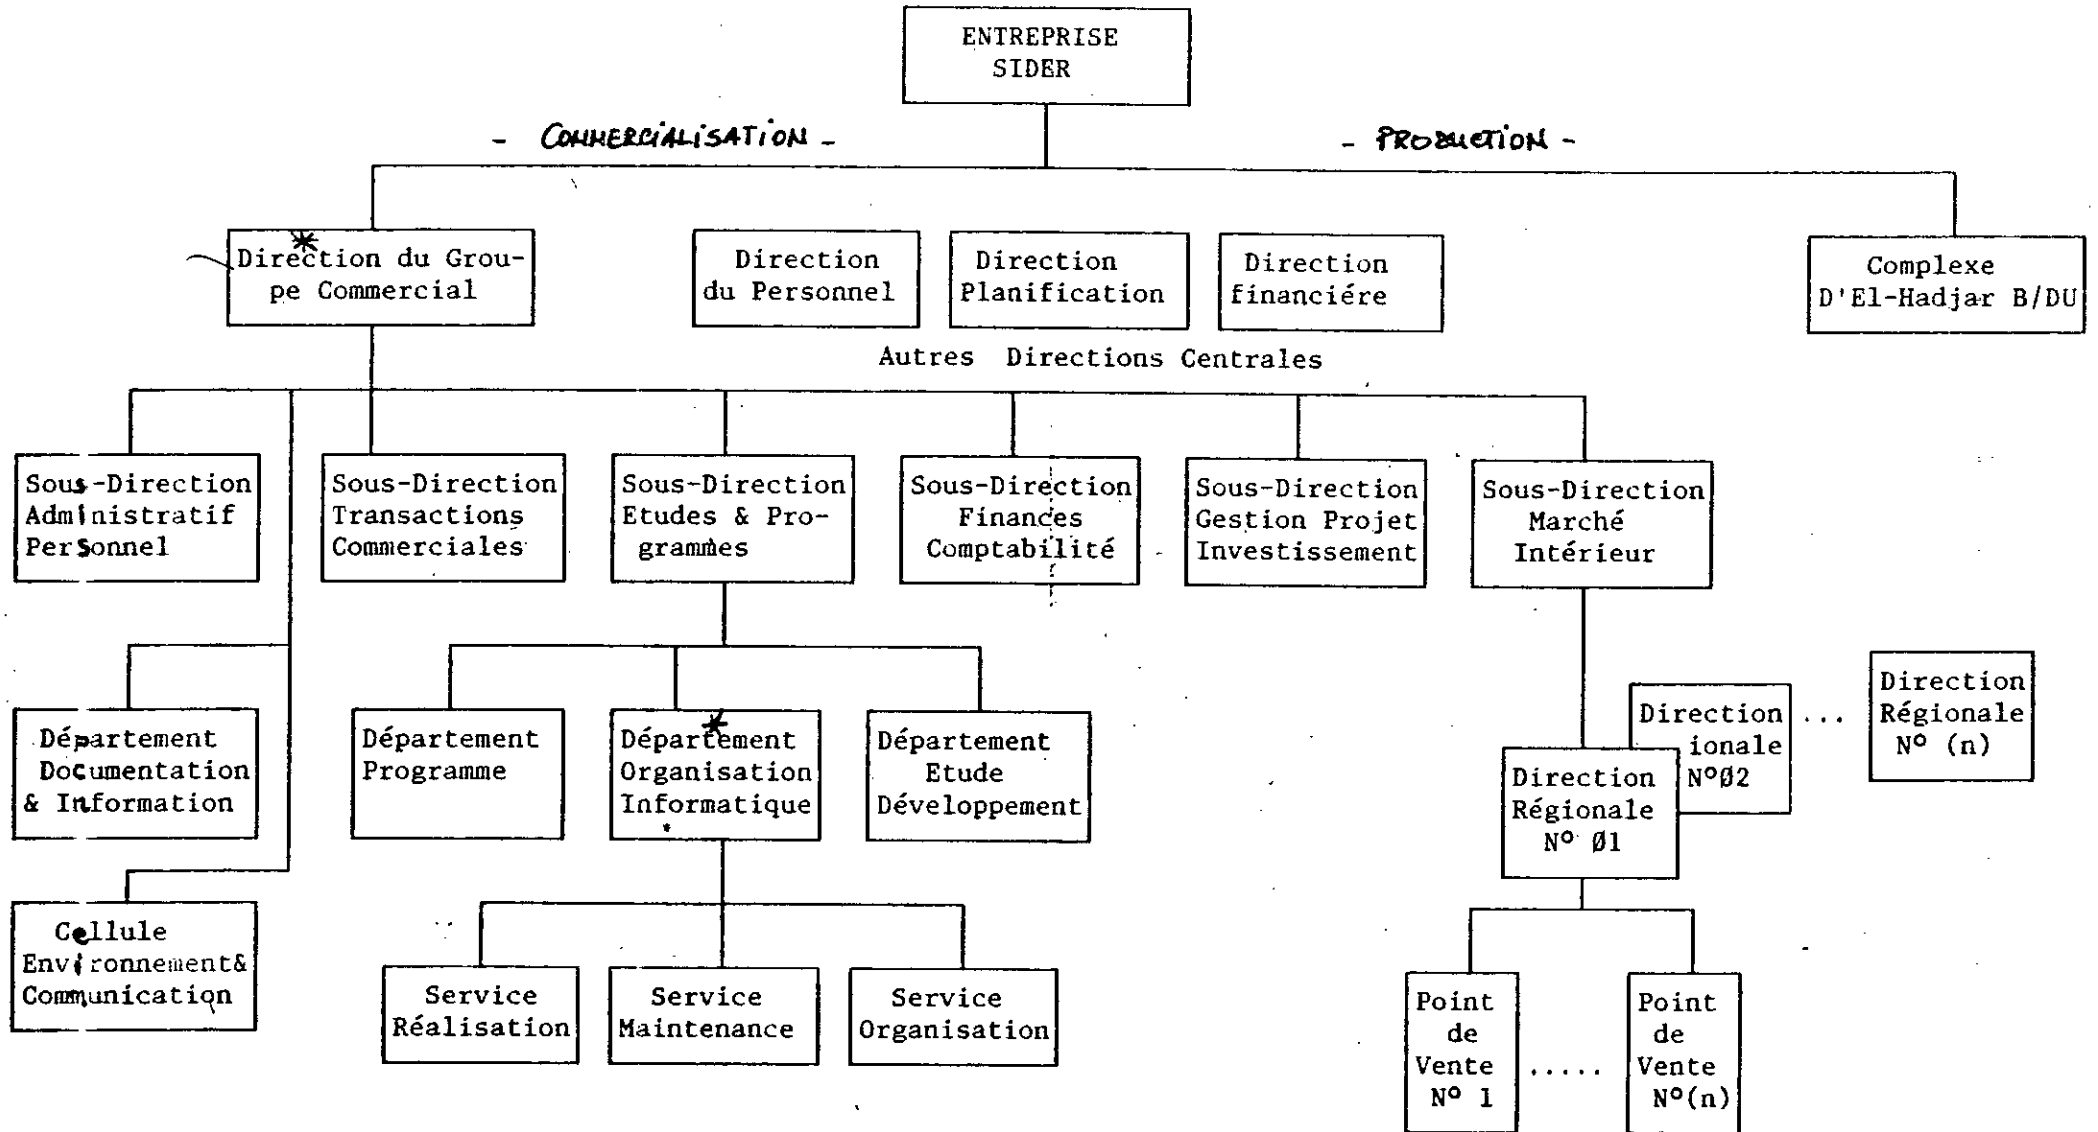 ENTREPRISE
SIDER
- COMMERCIALISATION -
- PRODUCTION -
*
Direction du Grou-
pe Commercial
Direction
du Personnel
Direction
Planification
Direction
financiére
Complexe
D'El-Hadjar B/DU
Autres Directions Centrales
Sous-Direction
Administratif
Personnel
Sous-Direction
Transactions
Commerciales
Sous-Direction
Etudes & Pro-
grammes
Sous-Direction
Finances
Comptabilité
Sous-Direction
Gestion Projet
Investissement
Sous-Direction
Marché
Intérieur
Département
Documentation
& Information
Département
Programme
*
Département
Organisation
Informatique
Département
Etude
Développement
Direction
Régionale
N° Ø1
Direction
ionale
N°Ø2
...
Direction
Régionale
N° (n)
Cellule
Environnement&
Communication
Service
Réalisation
Service
Maintenance
Service
Organisation
Point
de
Vente
N° 1
.....
Point
de
Vente
N°(n)